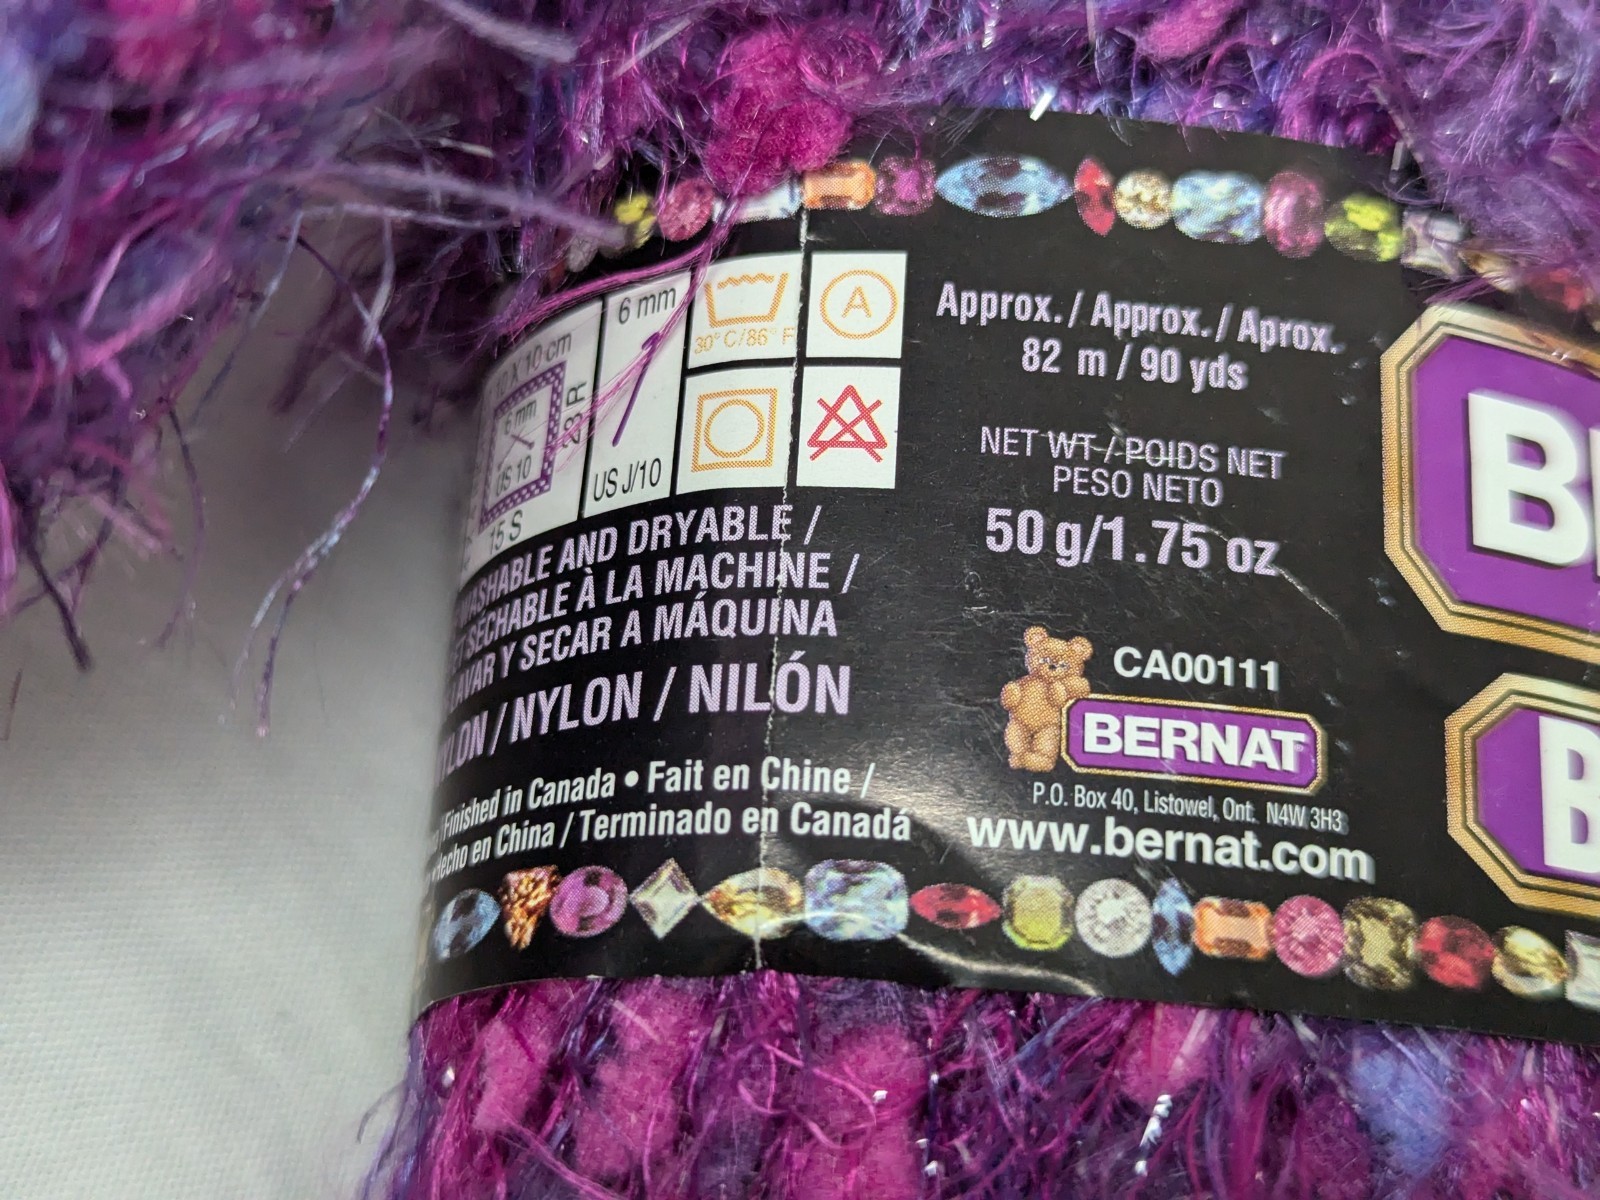 10 X 10 cm
6 mm
US 10
28 R
15 S
6 mm
US J/10
30° C/86° F
A
WASHABLE AND DRYABLE /
ET SÉCHABLE À LA MACHINE /
LAVAR Y SECAR A MÁQUINA
/ NYLON / NILÓN
Finished in Canada • Fait en Chine /
Hecho en China / Terminado en Canadá
Approx. / Approx. / Aprox.
82 m / 90 yds
NET WT / POIDS NET
PESO NETO
50 g/1.75 oz
CA00111
BERNAT
P.O. Box 40, Listowel, Ont. N4W 3H3
www.bernat.com
B
B